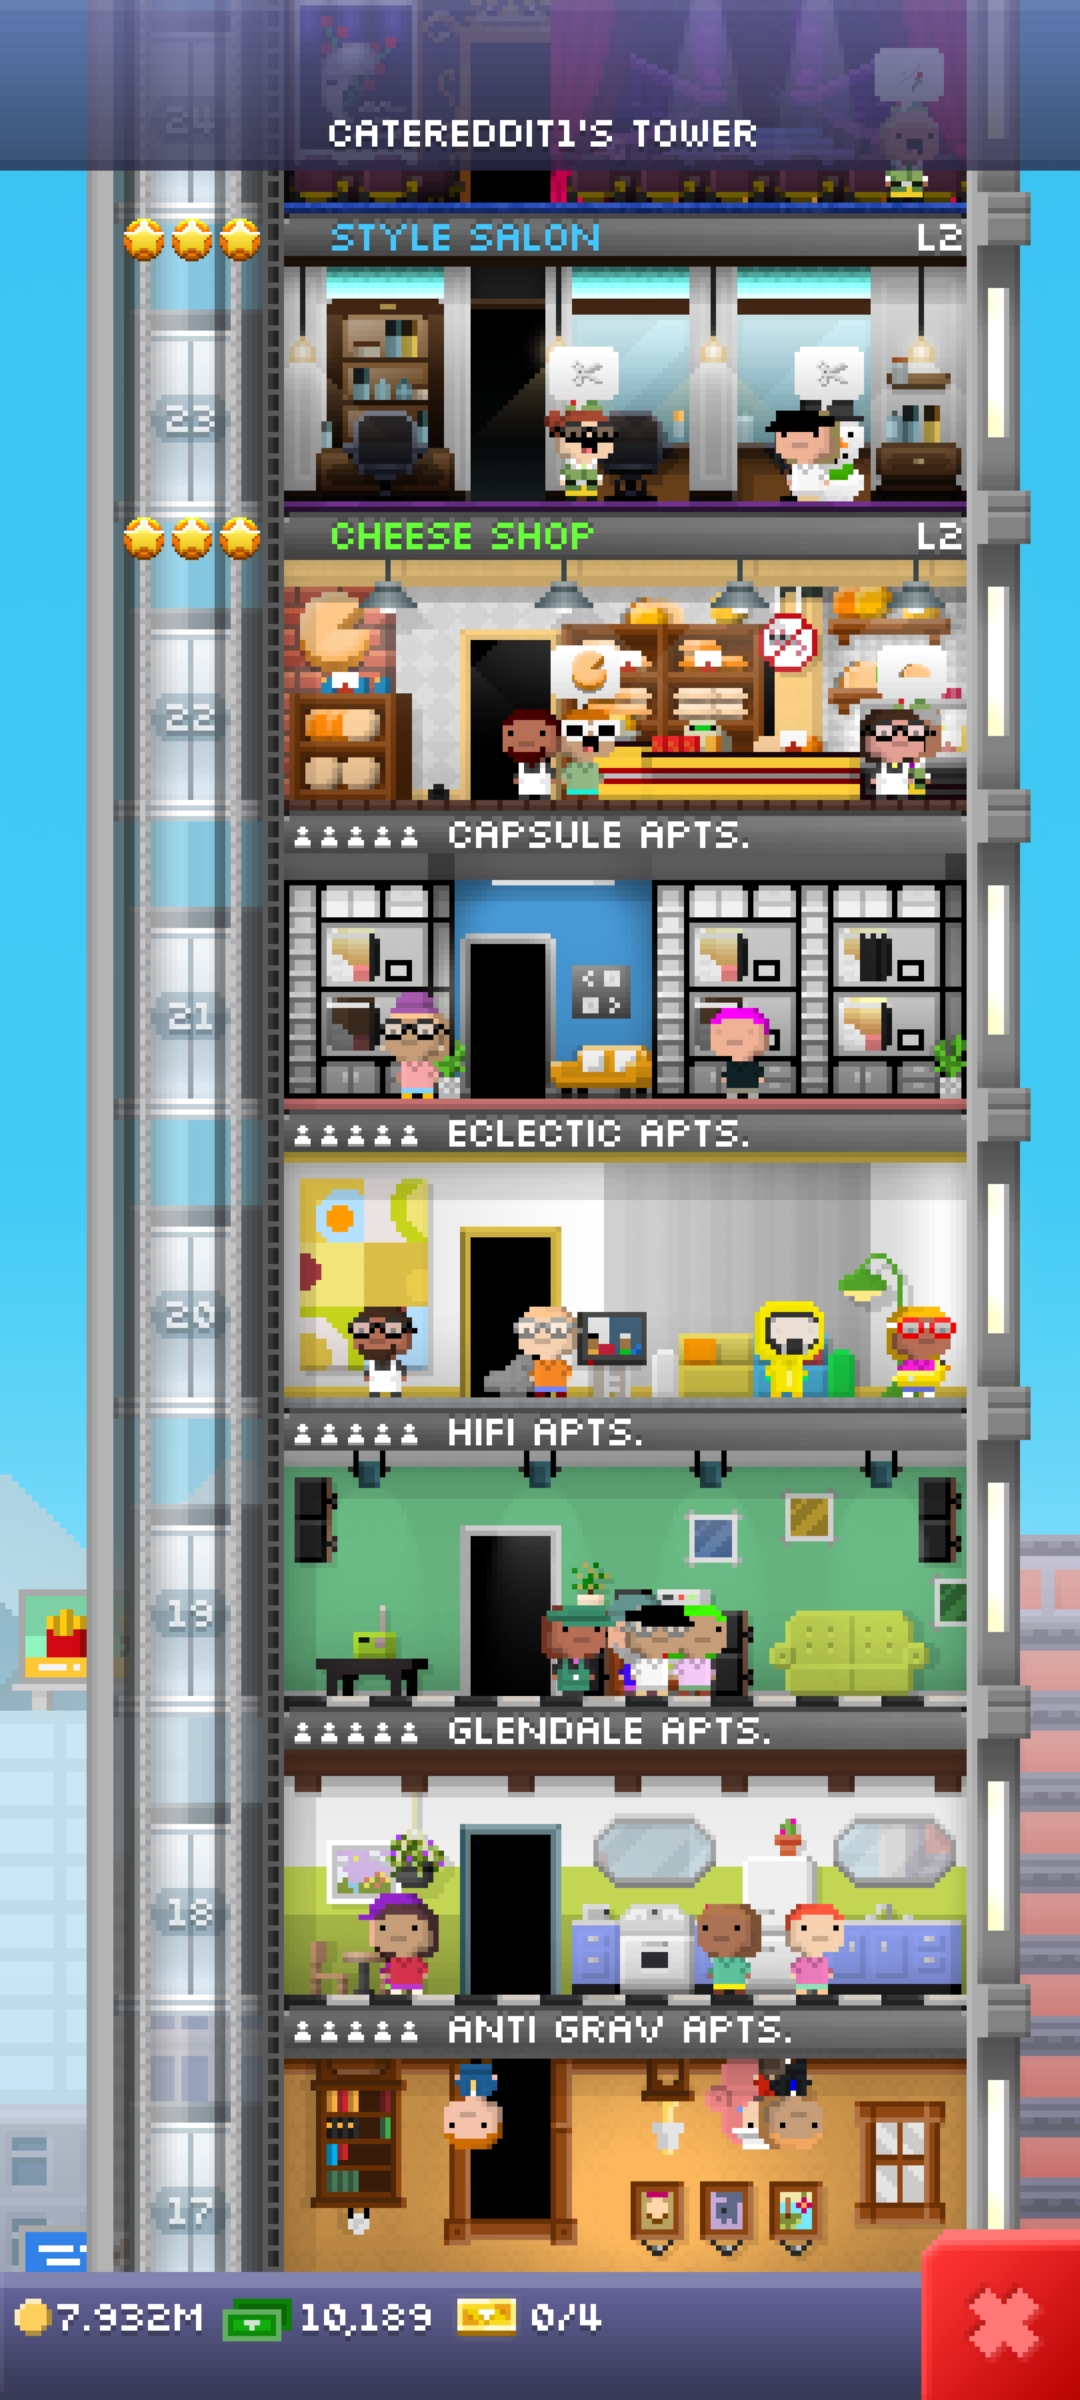 24
CATEREDDIT1'S TOWER
STYLE SALON L2
23
CHEESE SHOP L2
22
CAPSULE APTS.
21
ECLECTIC APTS.
20
HIFI APTS.
19
GLENDALE APTS.
18
ANTI GRAV APTS.
17
7.932M 10,189 0/4